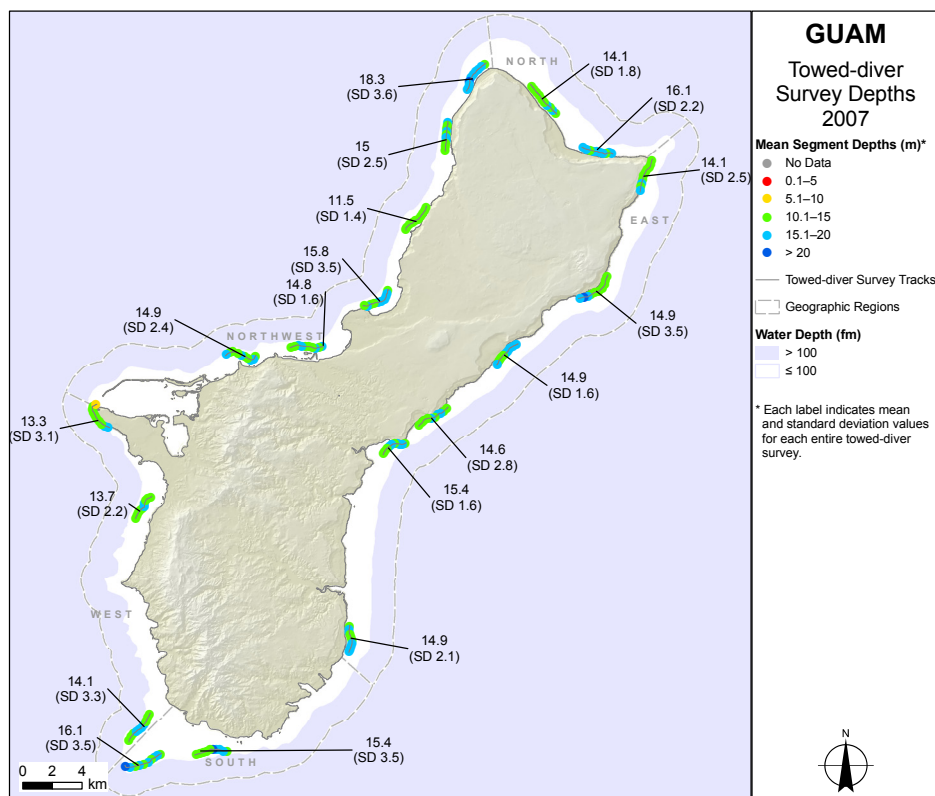 NORTH
14.1
(SD 1.8)
18.3
(SD 3.6)
16.1
(SD 2.2)
15
(SD 2.5)
14.1
(SD 2.5)
11.5
(SD 1.4)
EAST
15.8
(SD 3.5)
14.8
(SD 1.6)
14.9
(SD 2.4)
NORTHWEST
14.9
(SD 3.5)
14.9
(SD 1.6)
13.3
(SD 3.1)
14.6
(SD 2.8)
15.4
(SD 1.6)
13.7
(SD 2.2)
WEST
14.9
(SD 2.1)
14.1
(SD 3.3)
16.1
(SD 3.5)
15.4
(SD 3.5)
SOUTH
0 2 4
km
GUAM
Towed-diver
Survey Depths
2007
Mean Segment Depths (m)*
No Data
0.1–5
5.1–10
10.1–15
15.1–20
> 20
Towed-diver Survey Tracks
Geographic Regions
Water Depth (fm)
> 100
≤ 100
* Each label indicates mean
and standard deviation values
for each entire towed-diver
survey.
N